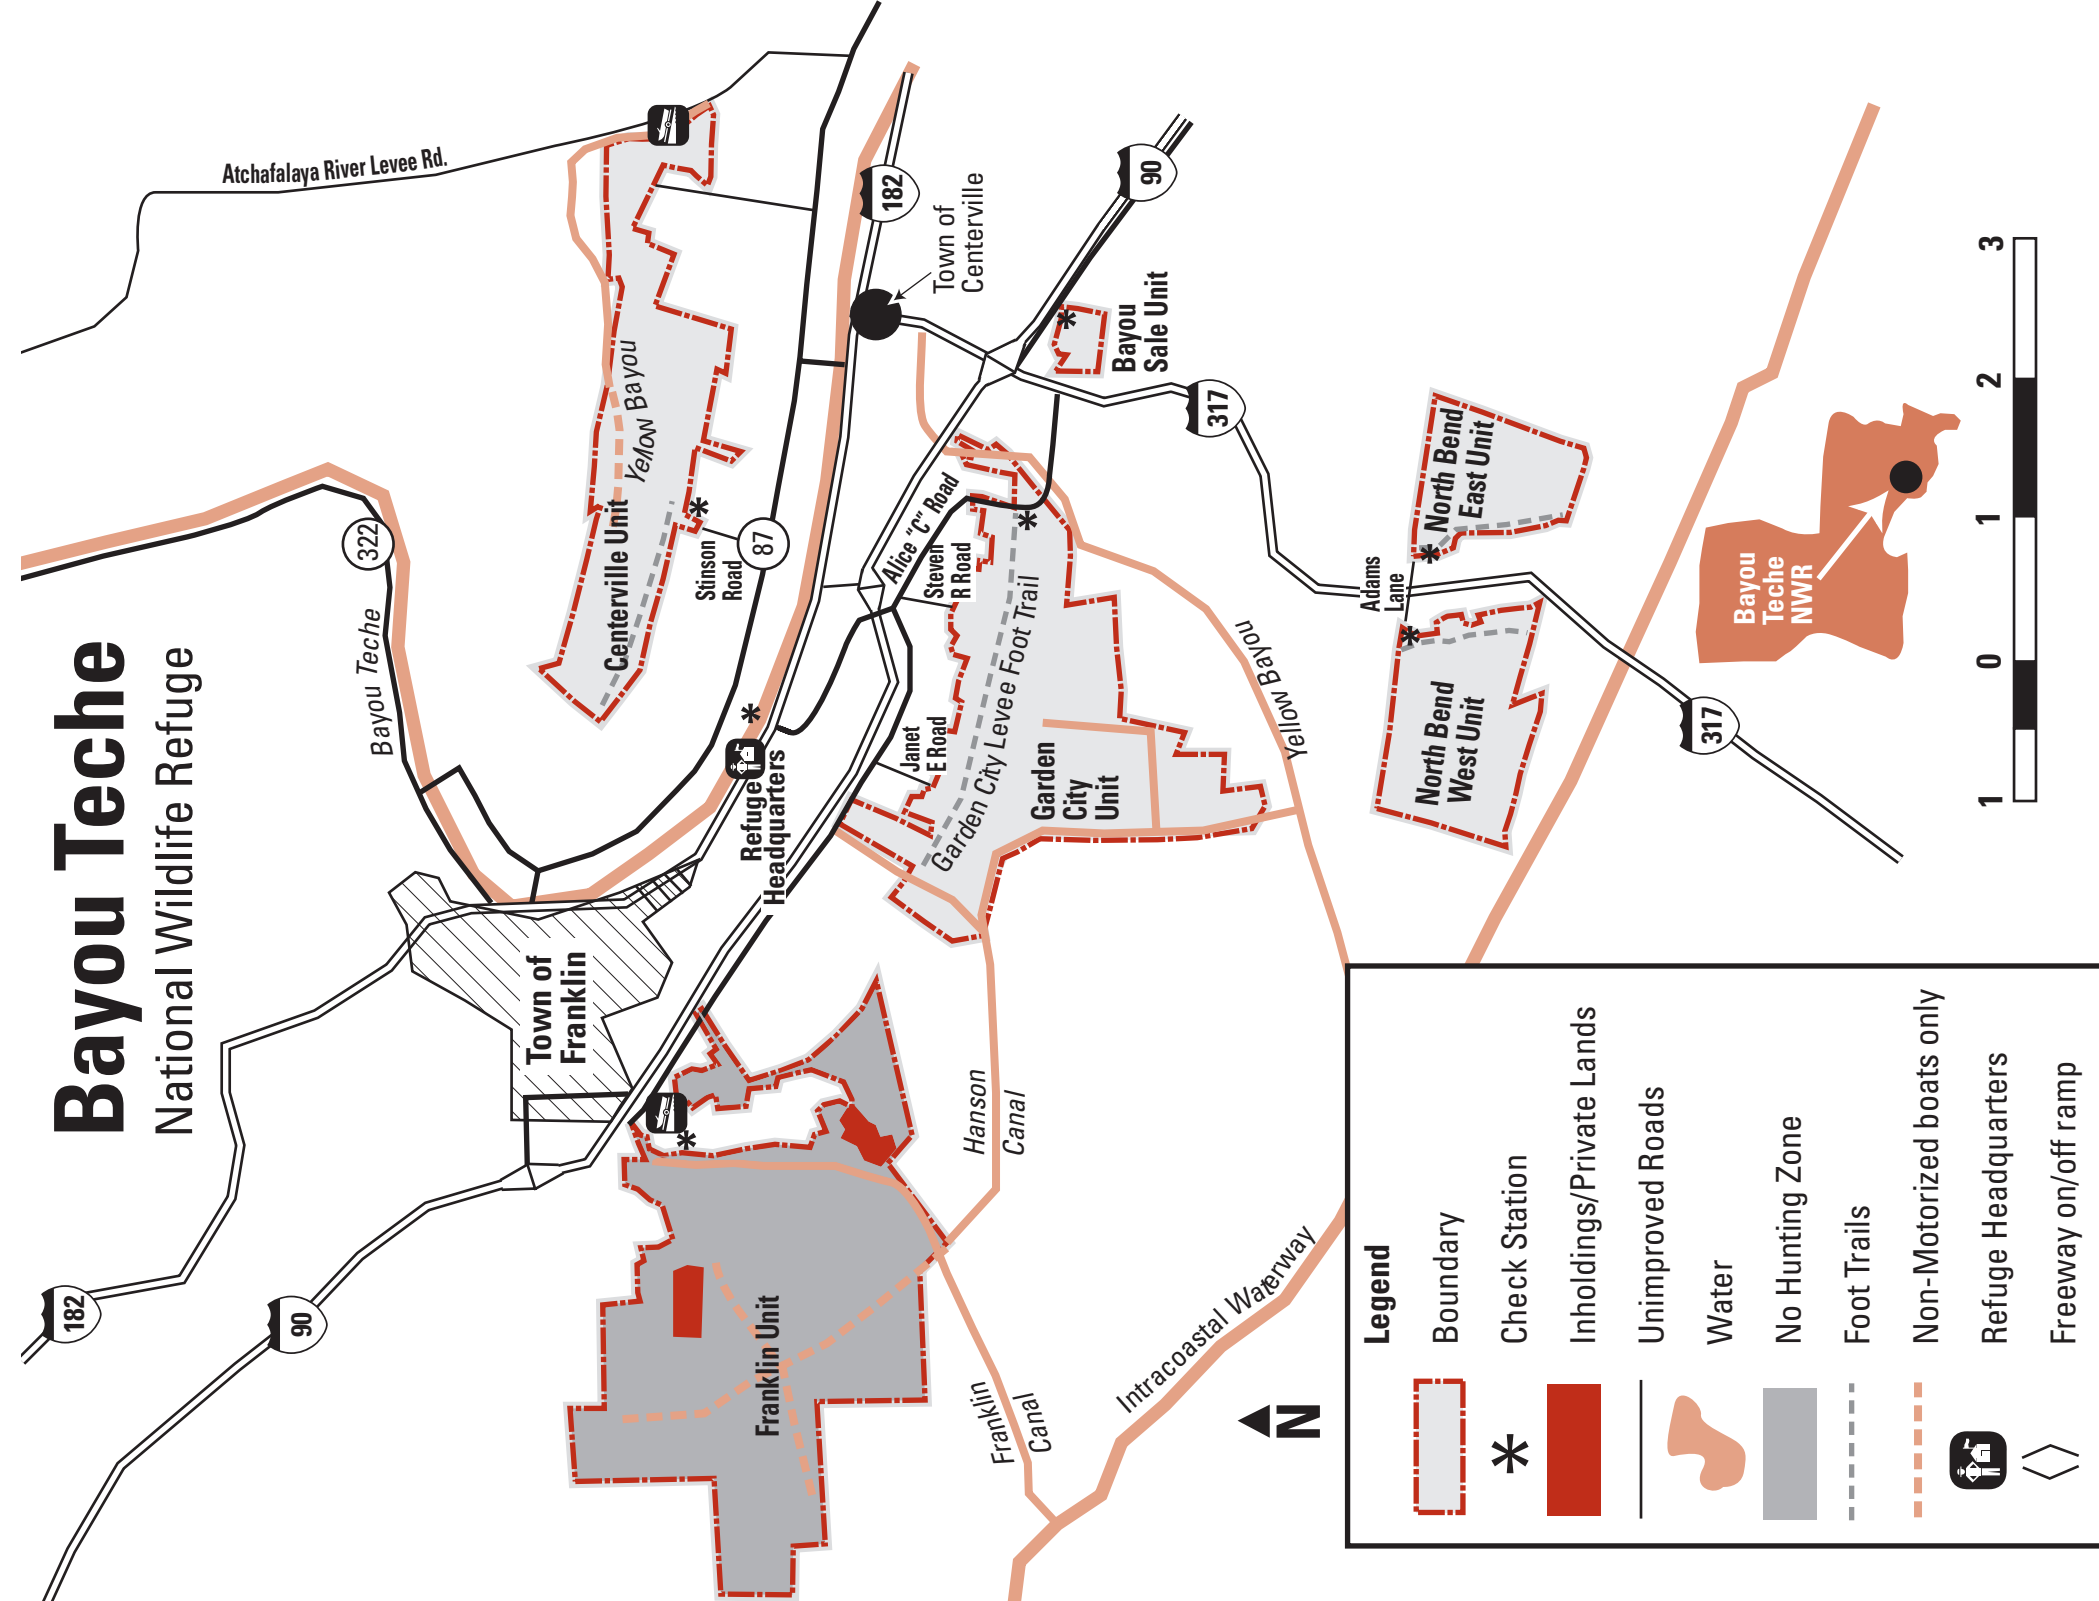 Bayou Teche
National Wildlife Refuge
Atchafalaya River Levee Rd.
322
Bayou Teche
Yellow Bayou
Centerville Unit
Stinson
Road
87
182
Town of
Centerville
90
Bayou
Sale Unit
317
Alice "C" Road
Steven
R Road
Garden City Levee Foot Trail
Janet
E Road
Garden
City
Unit
Refuge
Headquarters
Town of
Franklin
182
90
Yellow Bayou
Adams
Lane
North Bend
East Unit
North Bend
West Unit
317
Hanson
Canal
Franklin Unit
Franklin
Canal
Intracoastal Waterway
N
Bayou
Teche
NWR
1
0
1
2
3
Legend
Boundary
Check Station
Inholdings/Private Lands
Unimproved Roads
Water
No Hunting Zone
Foot Trails
Non-Motorized boats only
Refuge Headquarters
Freeway on/off ramp